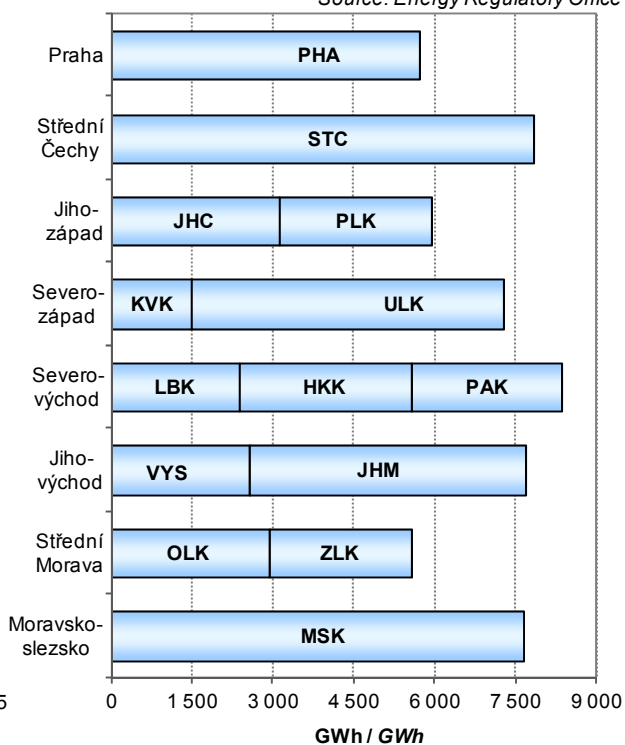 Source: Energy Regulatory Office
Praha
PHA
Střední
Čechy
STC
Jiho-
západ
JHC PLK
Severo-
západ
KVK ULK
Severo-
východ
LBK HKK PAK
Jiho-
východ
VYS JHM
Střední
Morava
OLK ZLK
Moravsko-
slezsko
MSK
5
0 1 500 3 000 4 500 6 000 7 500 9 000
GWh / GWh